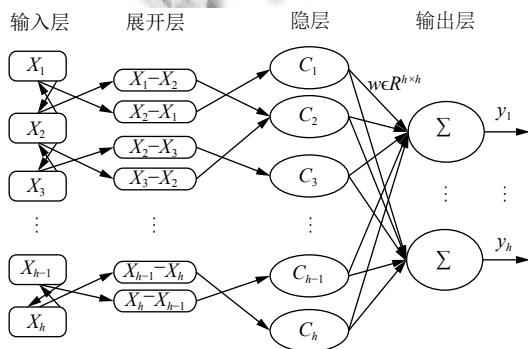 输入层 展开层 隐层 输出层
X₁
X₂
X₃
⋮
Xₕ₋₁
Xₕ
X₁−X₂
X₂−X₁
X₂−X₃
X₃−X₂
⋮
Xₕ₋₁−Xₕ
Xₕ−Xₕ₋₁
C₁
C₂
C₃
⋮
Cₕ₋₁
Cₕ
w∈Rʰˣʰ
Σ
⋮
Σ
y₁
⋮
yₕ